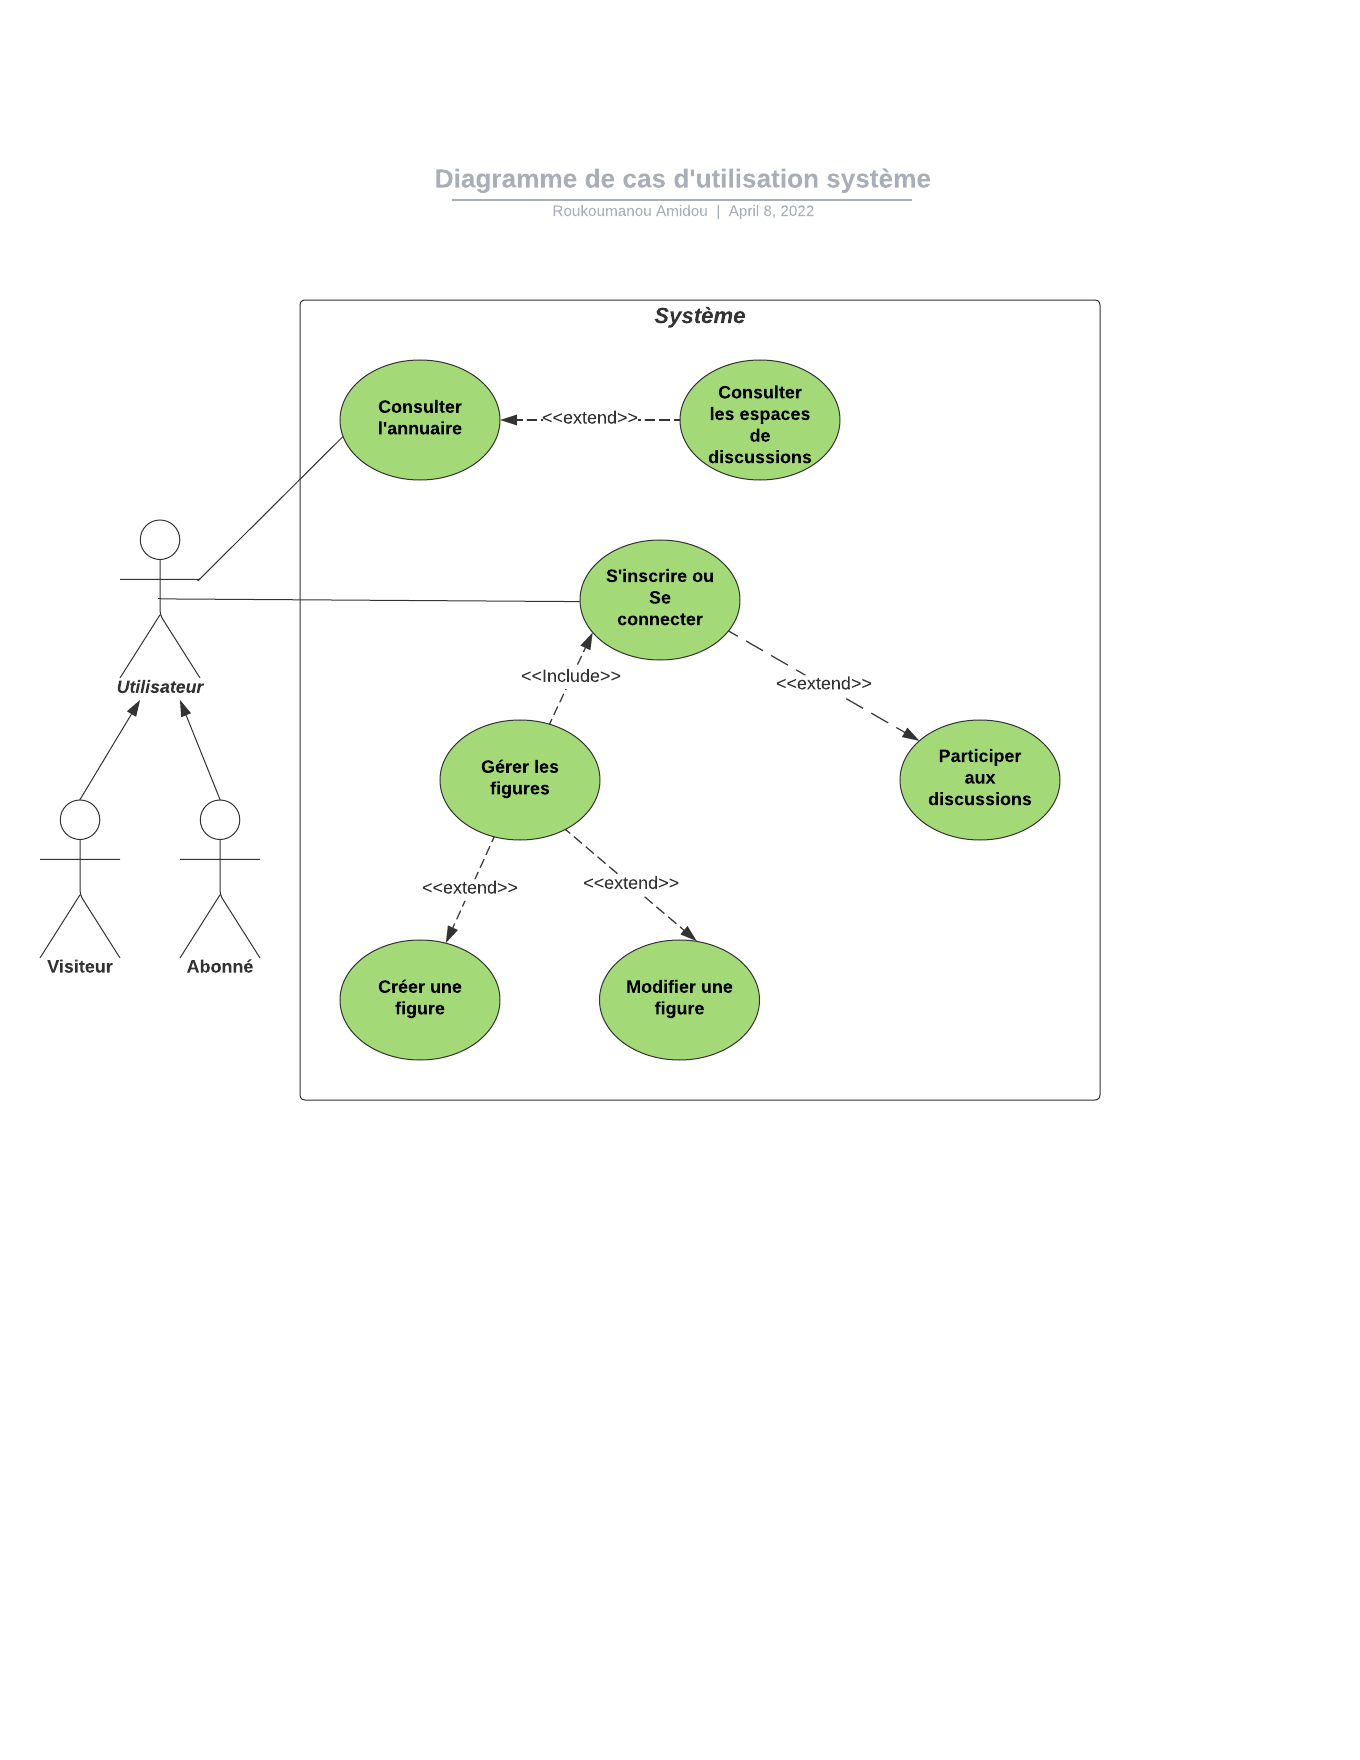 Diagramme de cas d'utilisation système
Roukoumanou Amidou | April 8, 2022
Système
Consulter
l'annuaire
<<extend>>
Consulter
les espaces
de
discussions
S'inscrire ou
Se
connecter
<<Include>>
<<extend>>
Utilisateur
Gérer les
figures
Participer
aux
discussions
<<extend>>
<<extend>>
Visiteur
Abonné
Créer une
figure
Modifier une
figure